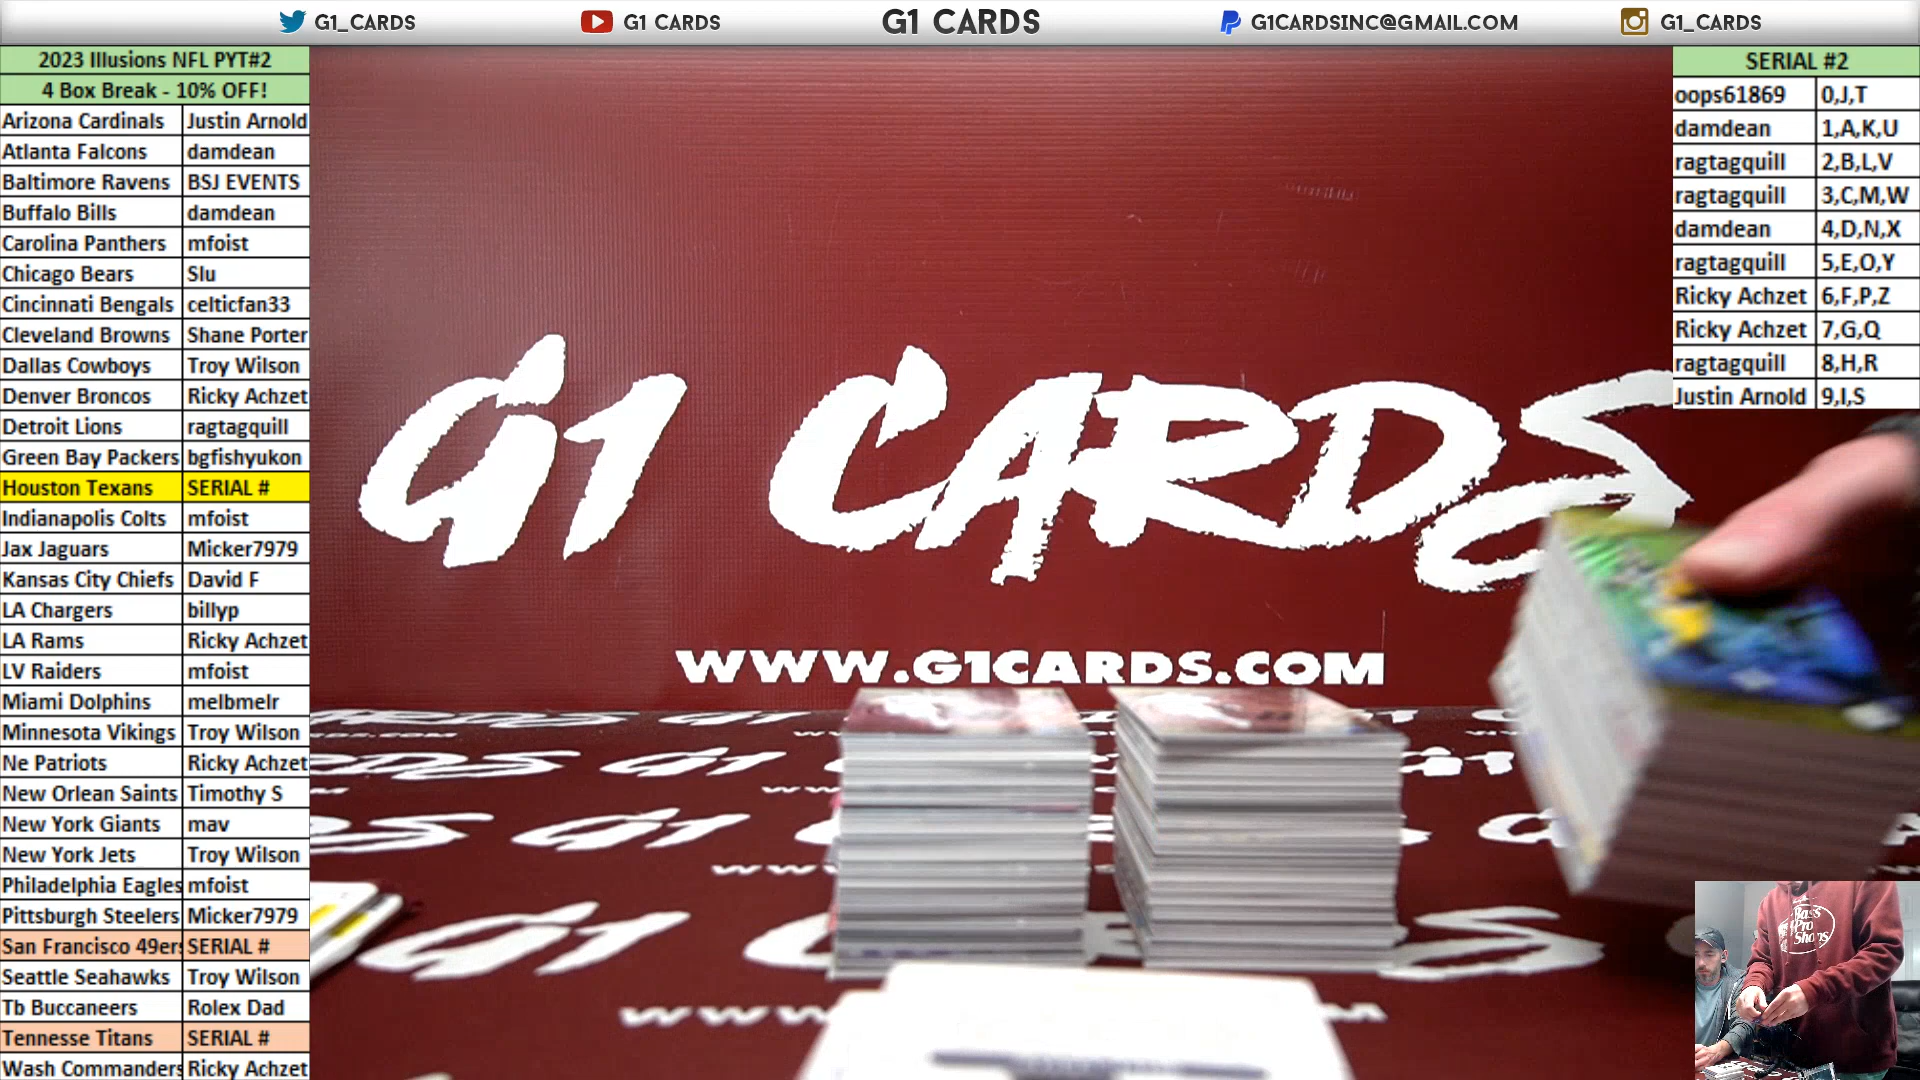 G1_CARDS
G1 CARDS
G1 CARDS
G1CARDSINC@GMAIL.COM
G1_CARDS
2023 Illusions NFL PYT#2
4 Box Break - 10% OFF!
Arizona Cardinals Justin Arnold
Atlanta Falcons damdean
Baltimore Ravens BSJ EVENTS
Buffalo Bills damdean
Carolina Panthers mfoist
Chicago Bears Slu
Cincinnati Bengals celticfan33
Cleveland Browns Shane Porter
Dallas Cowboys Troy Wilson
Denver Broncos Ricky Achzet
Detroit Lions ragtagquill
Green Bay Packers bgfishyukon
Houston Texans SERIAL #
Indianapolis Colts mfoist
Jax Jaguars Micker7979
Kansas City Chiefs David F
LA Chargers billyp
LA Rams Ricky Achzet
LV Raiders mfoist
Miami Dolphins melbmelr
Minnesota Vikings Troy Wilson
Ne Patriots Ricky Achzet
New Orlean Saints Timothy S
New York Giants mav
New York Jets Troy Wilson
Philadelphia Eagles mfoist
Pittsburgh Steelers Micker7979
San Francisco 49ers SERIAL #
Seattle Seahawks Troy Wilson
Tb Buccaneers Rolex Dad
Tennesse Titans SERIAL #
Wash Commanders Ricky Achzet
SERIAL #2
oops61869 0,J,T
damdean 1,A,K,U
ragtagquill 2,B,L,V
ragtagquill 3,C,M,W
damdean 4,D,N,X
ragtagquill 5,E,O,Y
Ricky Achzet 6,F,P,Z
Ricky Achzet 7,G,Q
ragtagquill 8,H,R
Justin Arnold 9,I,S
G1 CARDS
WWW.G1CARDS.COM
Bass
Pro
Shops